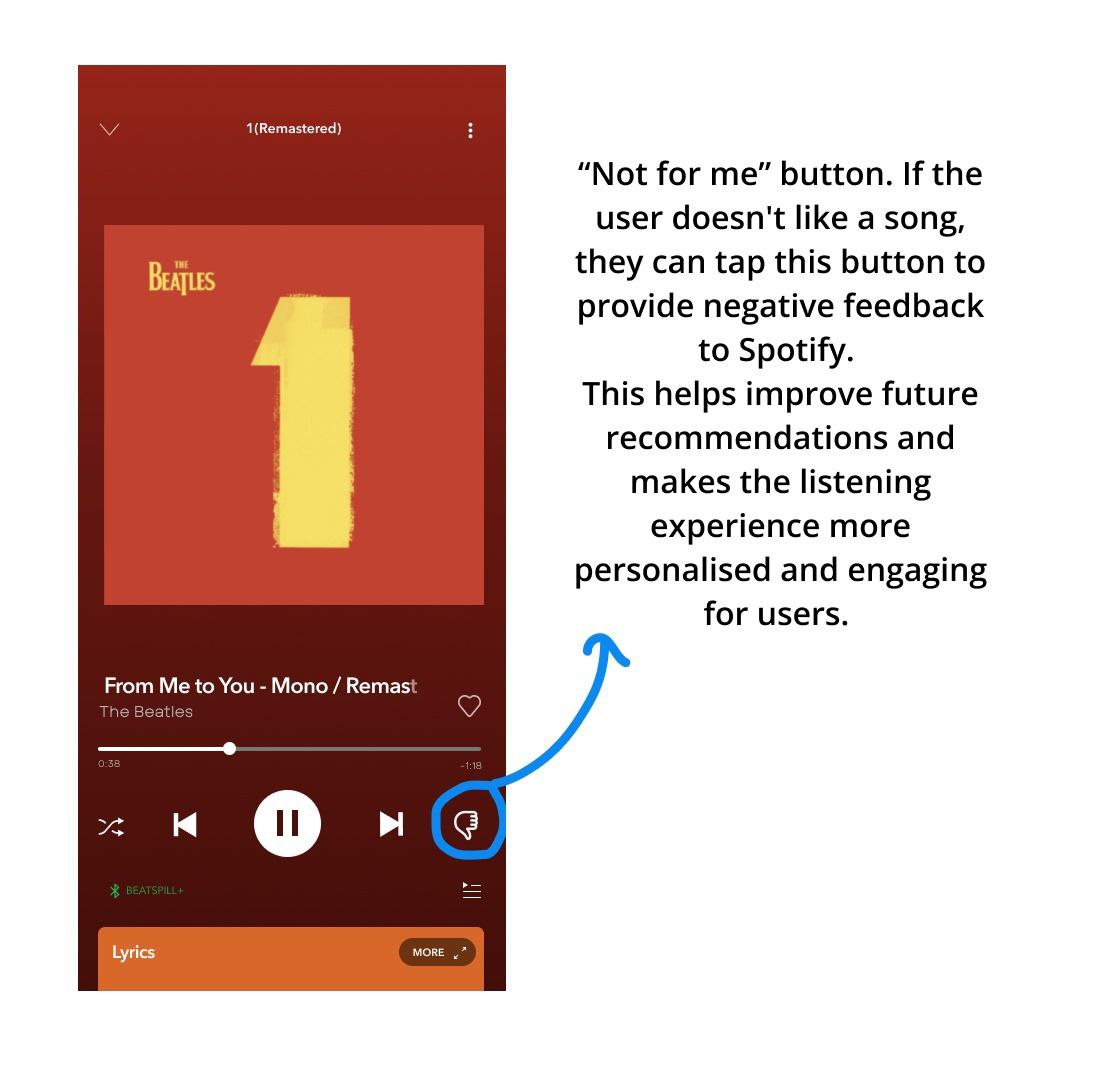 1(Remastered)
THE
BEATLES
1
From Me to You - Mono / Remast
The Beatles
0:38
-1:18
BEATSPILL+
Lyrics
MORE
“Not for me” button. If the
user doesn't like a song,
they can tap this button to
provide negative feedback
to Spotify.
This helps improve future
recommendations and
makes the listening
experience more
personalised and engaging
for users.